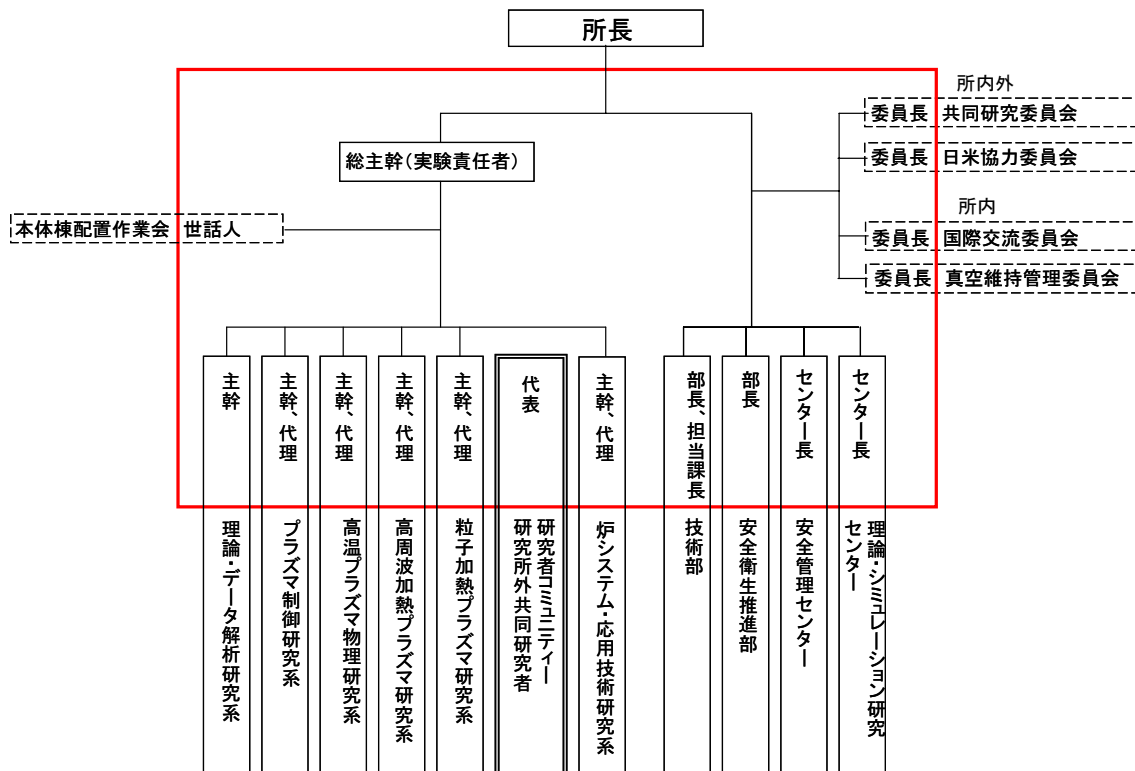 所長
所内外
委員長 共同研究委員会
総主幹(実験責任者)
委員長 日米協力委員会
本体棟配置作業会 世話人
所内
委員長 国際交流委員会
委員長 真空維持管理委員会
主幹
理論・データ解析研究系
主幹、代理
プラズマ制御研究系
主幹、代理
高温プラズマ物理研究系
主幹、代理
高周波加熱プラズマ研究系
主幹、代理
粒子加熱プラズマ研究系
代表
研究者コミュニティー
研究所外共同研究者
主幹、代理
炉システム・応用技術研究系
部長、担当課長
技術部
部長
安全衛生推進部
センター長
安全管理センター
センター長
理論・シミュレーション研究
センター